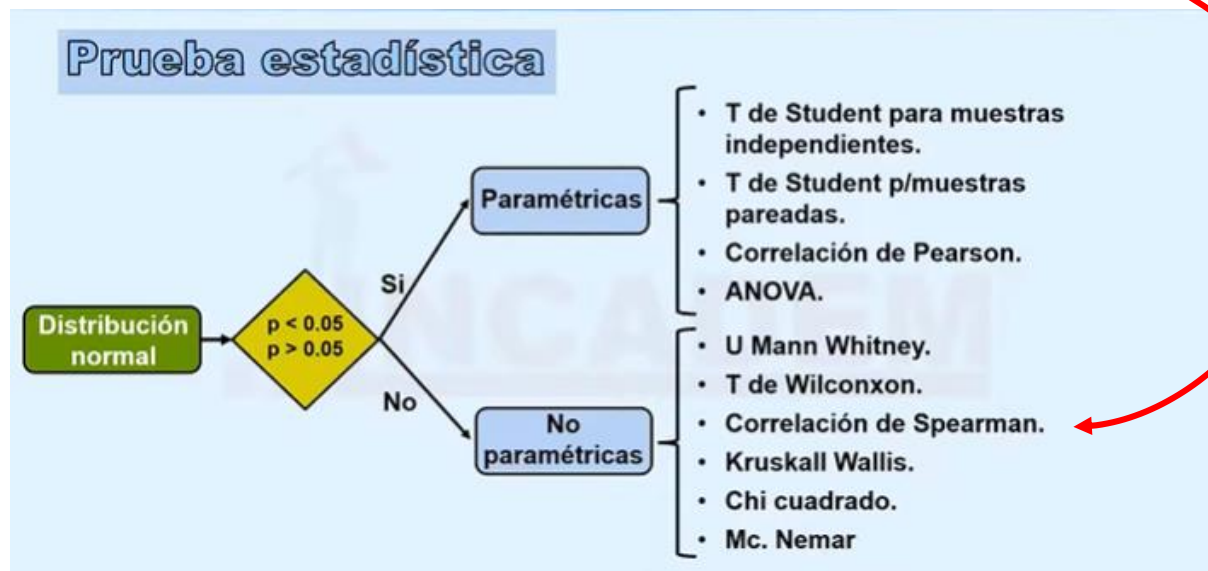 Prueba estadística
Distribución
normal
p < 0.05
p > 0.05
Si
No
Paramétricas
• T de Student para muestras
independientes.
• T de Student p/muestras
pareadas.
• Correlación de Pearson.
• ANOVA.
No
paramétricas
• U Mann Whitney.
• T de Wilconxon.
• Correlación de Spearman.
• Kruskall Wallis.
• Chi cuadrado.
• Mc. Nemar
INCADEM